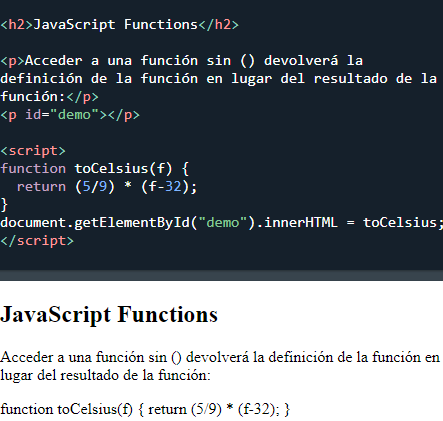 <h2>JavaScript Functions</h2>
<p>Acceder a una función sin () devolverá la
definición de la función en lugar del resultado de la
función:</p>
<p id="demo"></p>
<script>
function toCelsius(f) {
  return (5/9) * (f-32);
}
document.getElementById("demo").innerHTML = toCelsius;
</script>
JavaScript Functions
Acceder a una función sin () devolverá la definición de la función en
lugar del resultado de la función:
function toCelsius(f) { return (5/9) * (f-32); }